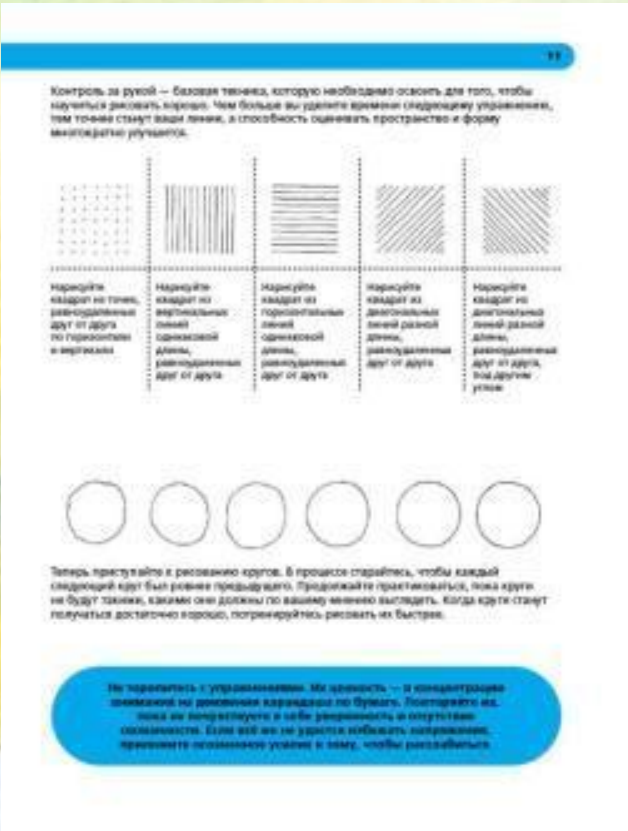 Контроль за рукой — базовая техника, которую необходимо освоить для того, чтобы
научиться рисовать хорошо. Чем больше вы уделите времени следующему упражнению,
тем точнее станут ваши линии, а способность оценивать пространство и форму
многократно улучшится.
Нарисуйте
квадрат из точек,
равноудаленных
друг от друга
по горизонтали
и вертикали
Нарисуйте
квадрат из
вертикальных
линий
одинаковой
длины,
равноудаленных
друг от друга
Нарисуйте
квадрат из
горизонтальных
линий
одинаковой
длины,
равноудаленных
друг от друга
Нарисуйте
квадрат из
диагональных
линий разной
длины,
равноудаленных
друг от друга
Нарисуйте
квадрат из
диагональных
линий разной
длины,
равноудаленных
друг от друга,
под другим
углом
Теперь приступайте к рисованию кругов. В процессе старайтесь, чтобы каждый
следующий круг был ровнее предыдущего. Продолжайте практиковаться, пока круги
не будут такими, какими они должны по вашему мнению выглядеть. Когда круги станут
получаться достаточно хорошо, потренируйтесь рисовать их быстрее.
Не торопитесь с упражнениями. Их ценность — в концентрации
внимания на движении карандаша по бумаге. Повторяйте их,
пока не почувствуете в себе уверенность и отсутствие
скованности. Если всё же не удается избежать напряжения,
приложите осознанное усилие к тому, чтобы расслабиться